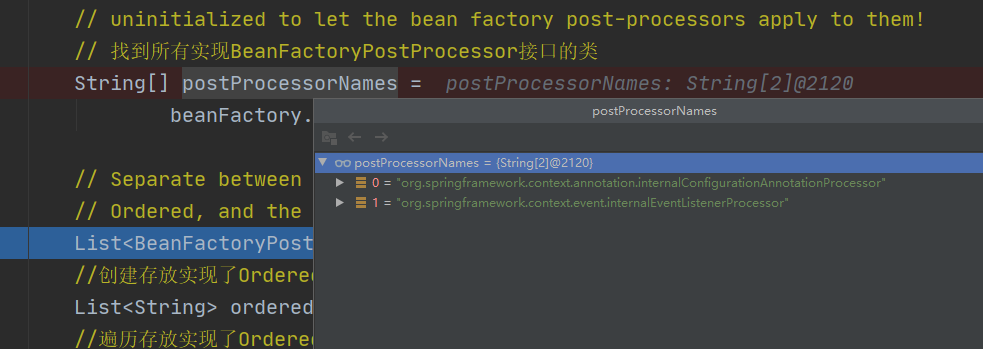 // uninitialized to let the bean factory post-processors apply to them!
// 找到所有实现BeanFactoryPostProcessor接口的类
String[] postProcessorNames = postProcessorNames: String[2]@2120
beanFactory.
postProcessorNames
postProcessorNames = {String[2]@2120}
// Separate between
0 = "org.springframework.context.annotation.internalConfigurationAnnotationProcessor"
// Ordered, and the
1 = "org.springframework.context.event.internalEventListenerProcessor"
List<BeanFactoryPost
//创建存放实现了Ordered
List<String> ordered
//遍历存放实现了Ordere